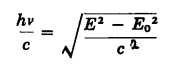 hν/c = √((E² − E₀²)/c²)